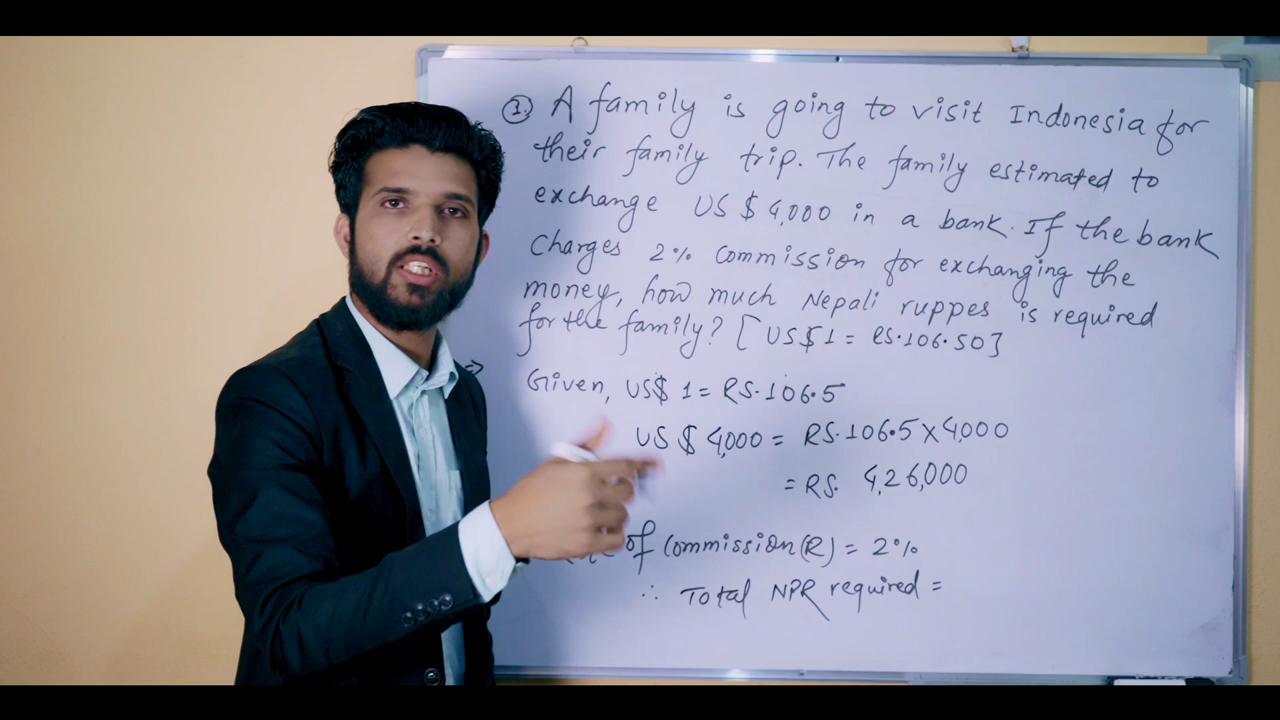 1. A family is going to visit Indonesia for
their family trip. The family estimated to
exchange US $ 4,000 in a bank. If the bank
charges 2% commission for exchanging the
money, how much Nepali ruppes is required
for the family? [US $1 = RS.106.50]
⇒ Given, US$ 1 = RS.106.5
US $ 4,000 = RS.106.5 × 4,000
= RS. 4,26,000
of commission(R) = 2%
∴ Total NPR required =